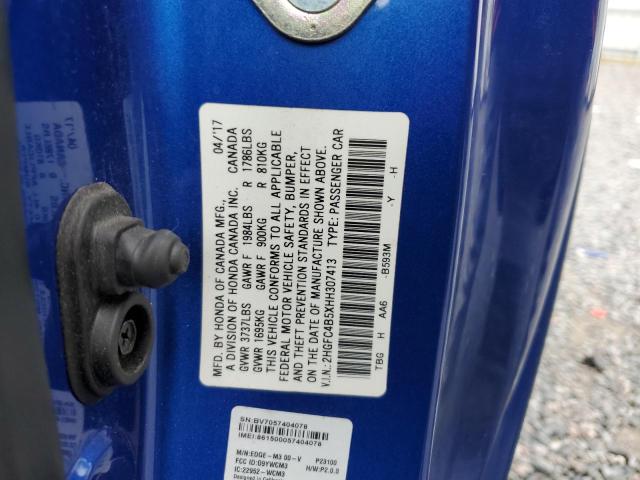 MFD. BY HONDA OF CANADA MFG., 04/'17
A DIVISION OF HONDA CANADA INC. CANADA
GVWR 3737LBS GAWR F 1984LBS R 1786LBS
GVWR 1695KG GAWR F 900KG R 810KG
THIS VEHICLE CONFORMS TO ALL APPLICABLE
FEDERAL MOTOR VEHICLE SAFETY, BUMPER,
AND THEFT PREVENTION STANDARDS IN EFFECT
ON THE DATE OF MANUFACTURE SHOWN ABOVE.
V.I.N.: 2HGFC4B5XHH307413 TYPE: PASSENGER CAR
TBG H AA6 -B593M -Y -H
SN:BV7057404078
IMEI:861500057404078
M/N:EDGE-M3 00-V P23100
FCC ID:09YWCM3 H/W:P2.0.0
IC:22952-WCM3